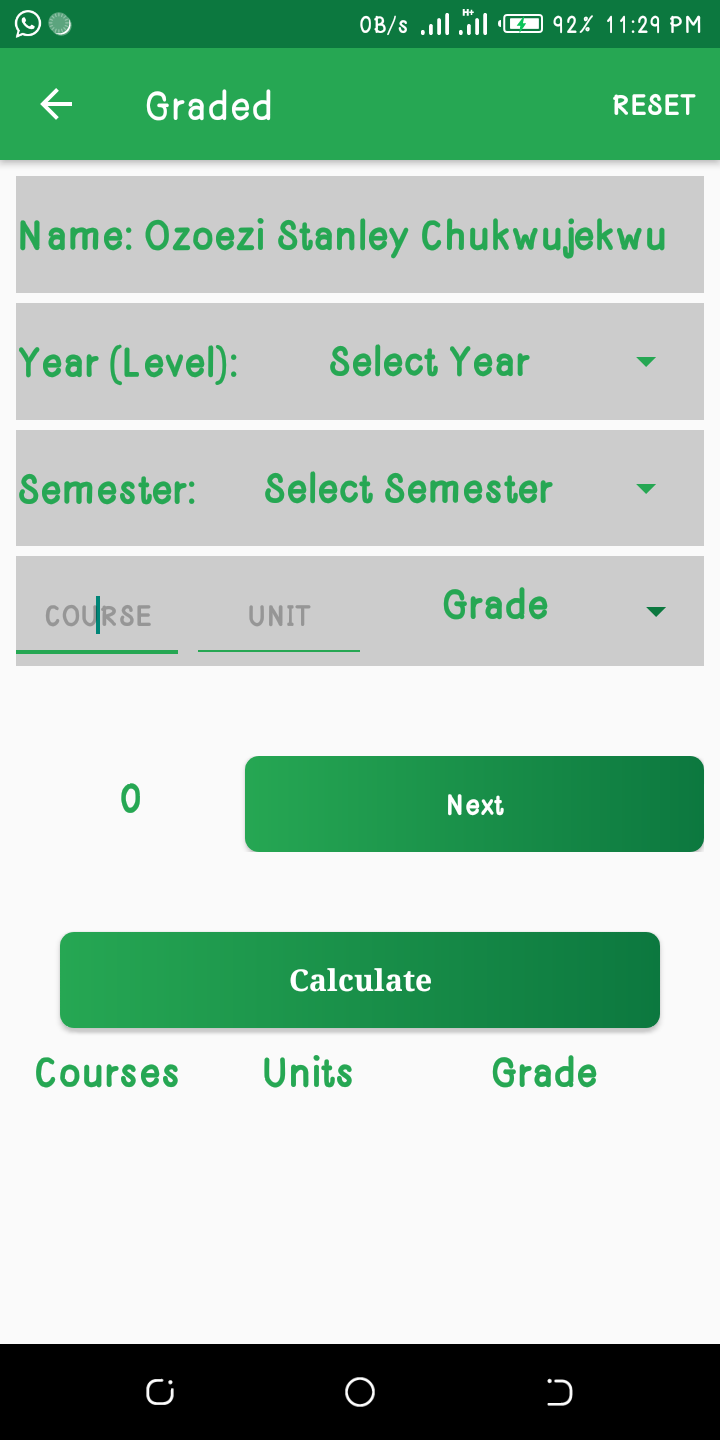 0B/s H+ 92% 11:29 PM
Graded RESET
Name: Ozoezi Stanley Chukwujekwu
Year (Level): Select Year
Semester: Select Semester
COURSE UNIT Grade
0 Next
Calculate
Courses Units Grade